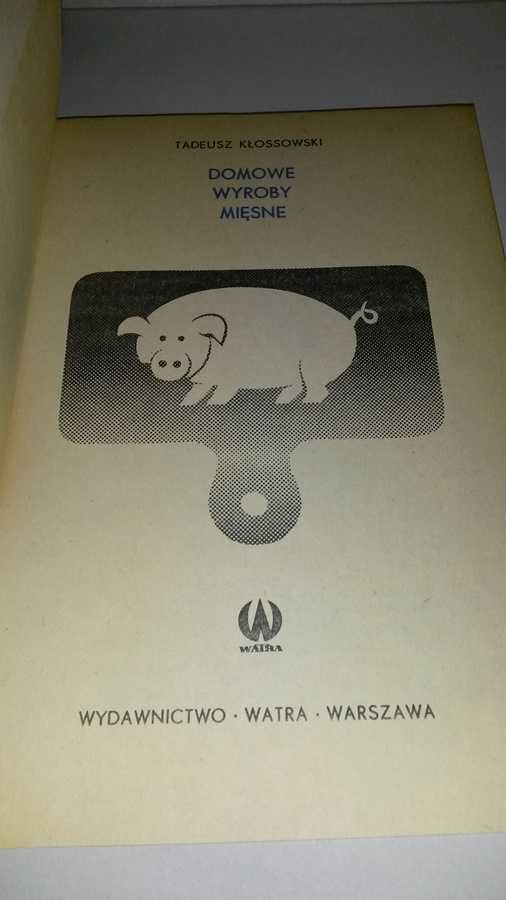 TADEUSZ KŁOSSOWSKI
DOMOWE
WYROBY
MIĘSNE
WATRA
WYDAWNICTWO · WATRA · WARSZAWA